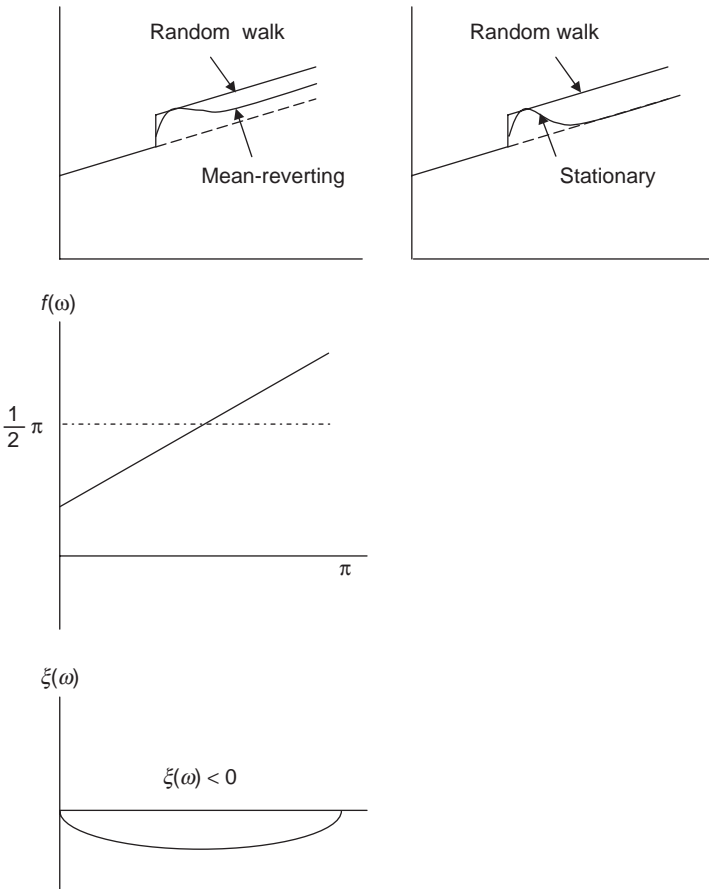 Random walk
Mean-reverting
Random walk
Stationary
f(ω)
1/2 π
π
ξ(ω)
ξ(ω) < 0